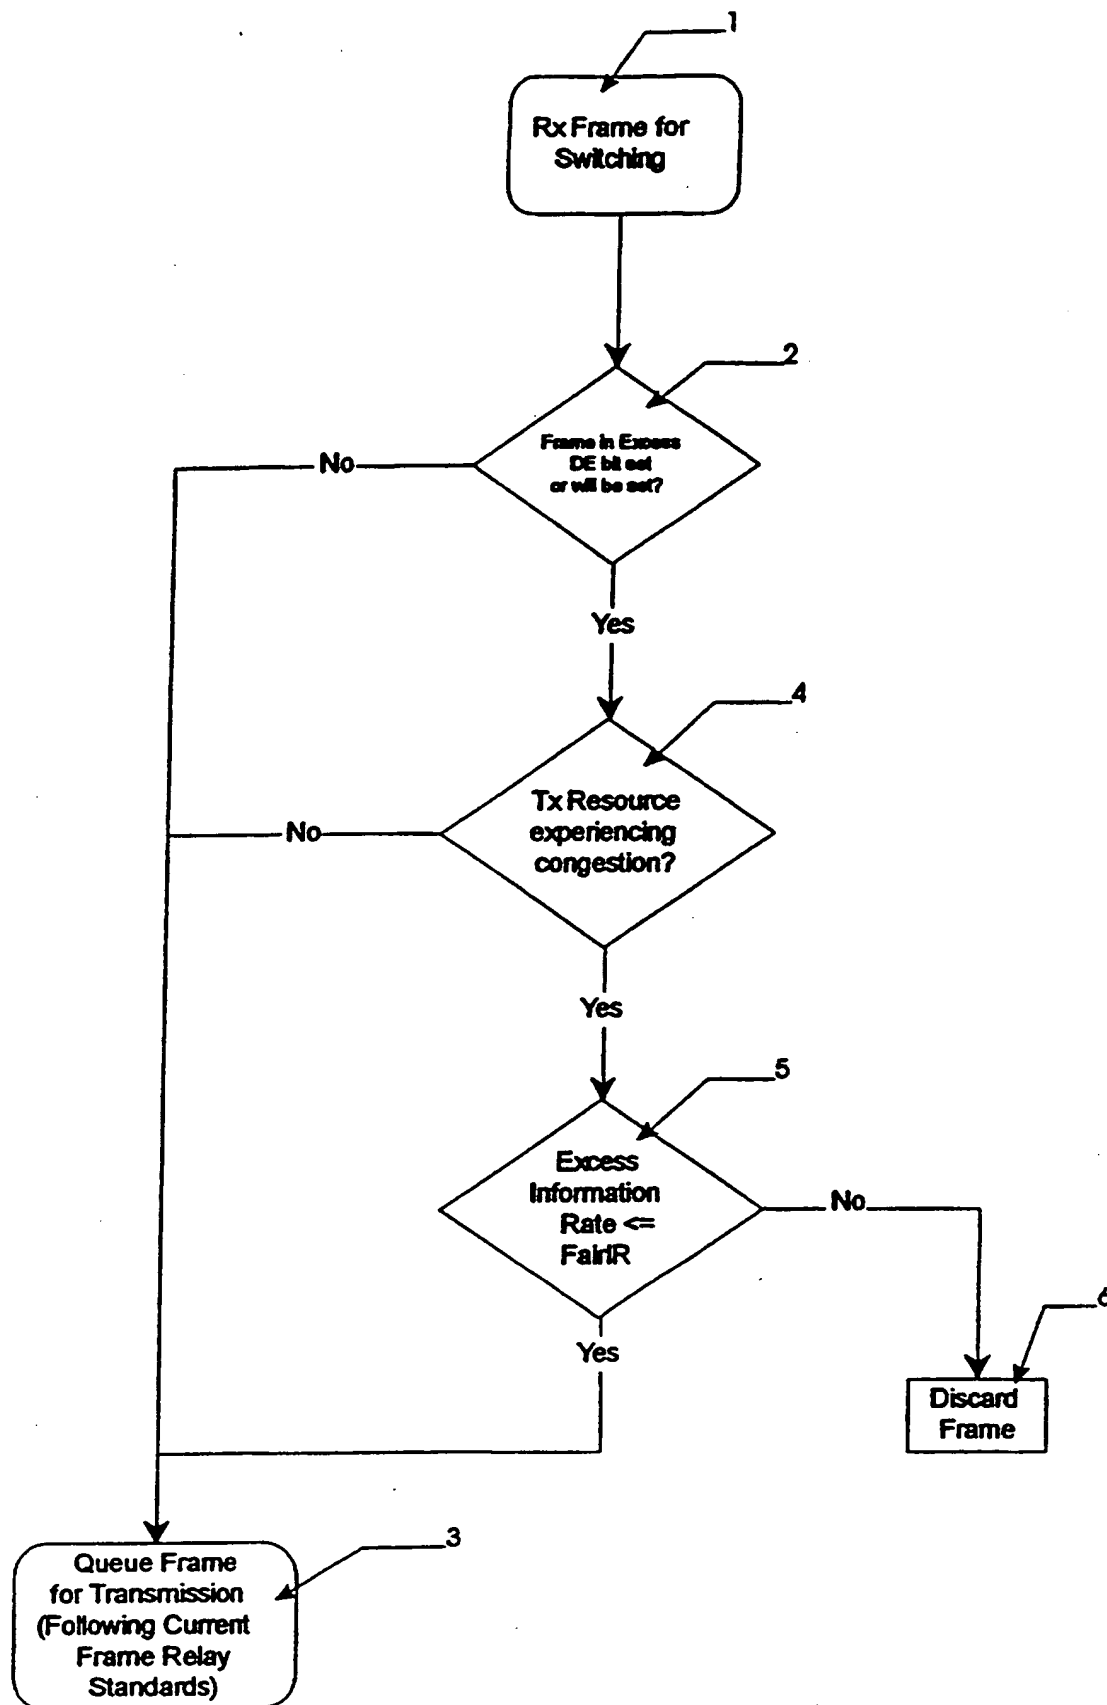 1
Rx Frame for
Switching
2
Frame in Excess
DE bit set
or will be set?
No
Yes
4
Tx Resource
experiencing
congestion?
No
Yes
5
Excess
Information
Rate <=
FairIR
No
Yes
6
Discard
Frame
3
Queue Frame
for Transmission
(Following Current
Frame Relay
Standards)